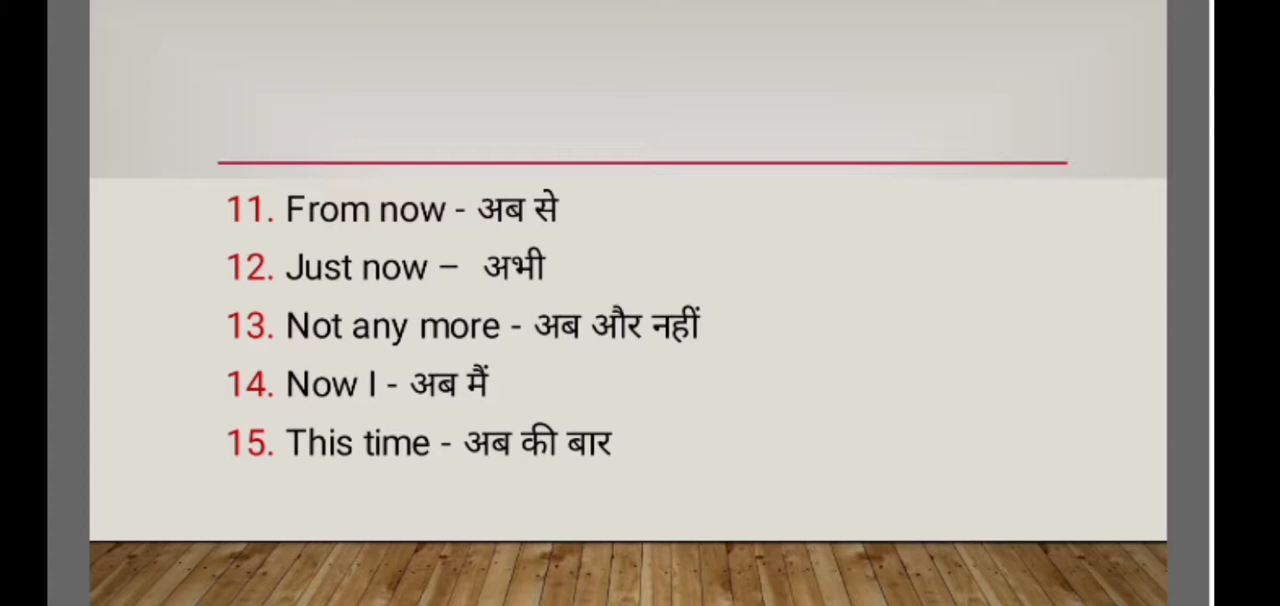 11. From now - अब से
12. Just now – अभी
13. Not any more - अब और नहीं
14. Now I - अब मैं
15. This time - अब की बार